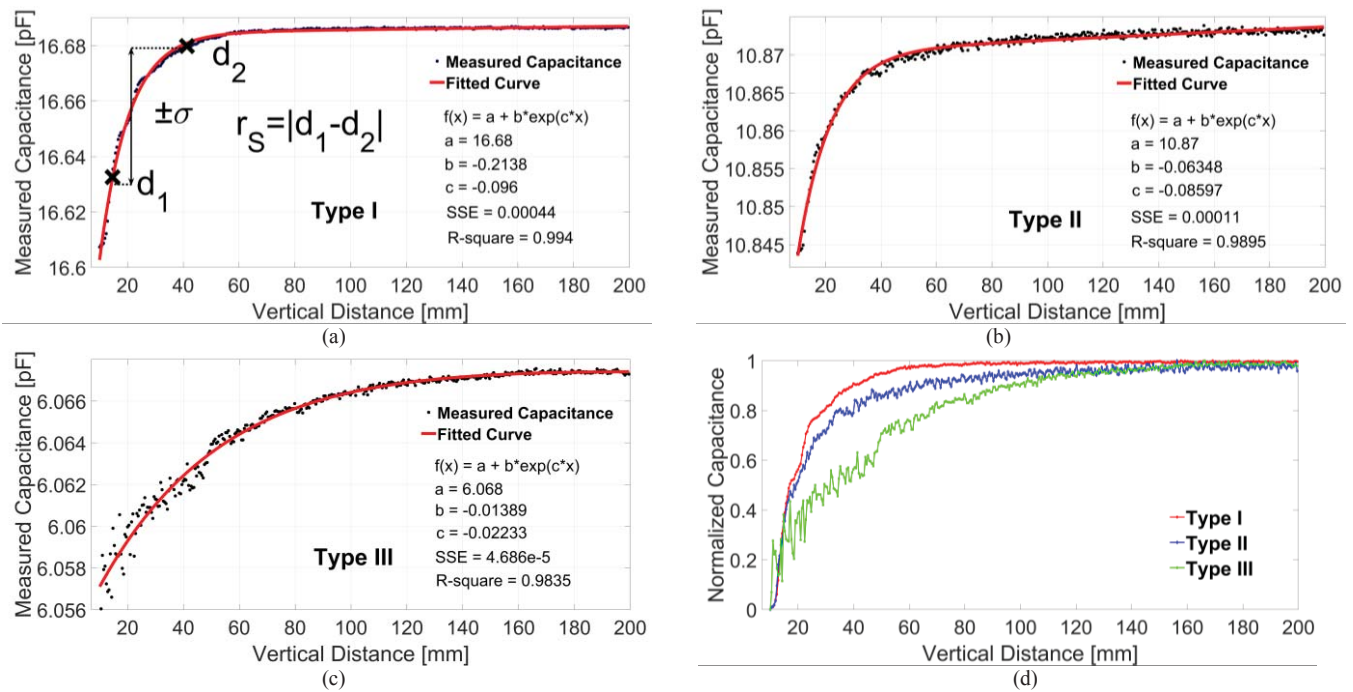 Measured Capacitance [pF]
16.68
16.66
16.64
16.62
16.6
20 40 60 80 100 120 140 160 180 200
Vertical Distance [mm]
d2
±σ
rS=|d1-d2|
d1
Type I
Measured Capacitance
Fitted Curve
f(x) = a + b*exp(c*x)
a = 16.68
b = -0.2138
c = -0.096
SSE = 0.00044
R-square = 0.994
(a)
Measured Capacitance [pF]
10.87
10.865
10.86
10.855
10.85
10.845
20 40 60 80 100 120 140 160 180 200
Vertical Distance [mm]
Type II
Measured Capacitance
Fitted Curve
f(x) = a + b*exp(c*x)
a = 10.87
b = -0.06348
c = -0.08597
SSE = 0.00011
R-square = 0.9895
(b)
Measured Capacitance [pF]
6.066
6.064
6.062
6.06
6.058
6.056
20 40 60 80 100 120 140 160 180 200
Vertical Distance [mm]
Type III
Measured Capacitance
Fitted Curve
f(x) = a + b*exp(c*x)
a = 6.068
b = -0.01389
c = -0.02233
SSE = 4.686e-5
R-square = 0.9835
(c)
Normalized Capacitance
1
0.8
0.6
0.4
0.2
0
20 40 60 80 100 120 140 160 180 200
Vertical Distance [mm]
Type I
Type II
Type III
(d)